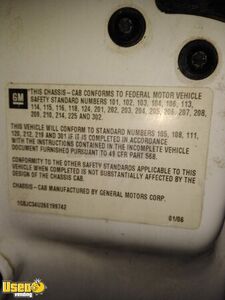 GM
THIS CHASSIS-CAB CONFORMS TO FEDERAL MOTOR VEHICLE
SAFETY STANDARD NUMBERS 101, 102, 103, 104, 106, 113,
114, 115, 116, 118, 124, 201, 202, 203, 204, 205, 206, 207, 208,
209, 210, 214, 225 AND 302.
THIS VEHICLE WILL CONFORM TO STANDARD NUMBERS 105, 108, 111,
120, 212, 219 AND 301 IF IT IS COMPLETED IN ACCORDANCE
WITH THE INSTRUCTIONS CONTAINED IN THE INCOMPLETE VEHICLE
DOCUMENT FURNISHED PURSUANT TO 49 CFR PART 568.
CONFORMITY TO THE OTHER SAFETY STANDARDS APPLICABLE TO THIS
VEHICLE WHEN COMPLETED IS NOT SUBSTANTIALLY AFFECTED BY THE
DESIGN OF THE CHASSIS CAB.
CHASSIS-CAB MANUFACTURED BY GENERAL MOTORS CORP.
01/06
Used Vending
.com